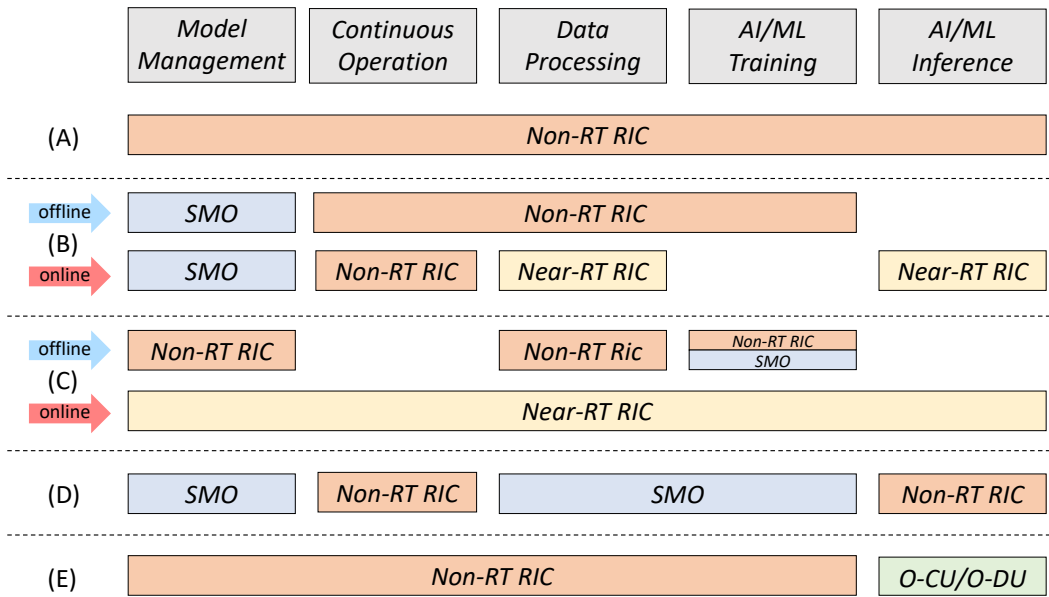 Model
Management
Continuous
Operation
Data
Processing
AI/ML
Training
AI/ML
Inference
(A)
Non-RT RIC
offline
SMO
Non-RT RIC
(B)
online
SMO
Non-RT RIC
Near-RT RIC
Near-RT RIC
offline
Non-RT RIC
Non-RT Ric
Non-RT RIC
SMO
(C)
online
Near-RT RIC
(D)
SMO
Non-RT RIC
SMO
Non-RT RIC
(E)
Non-RT RIC
O-CU/O-DU